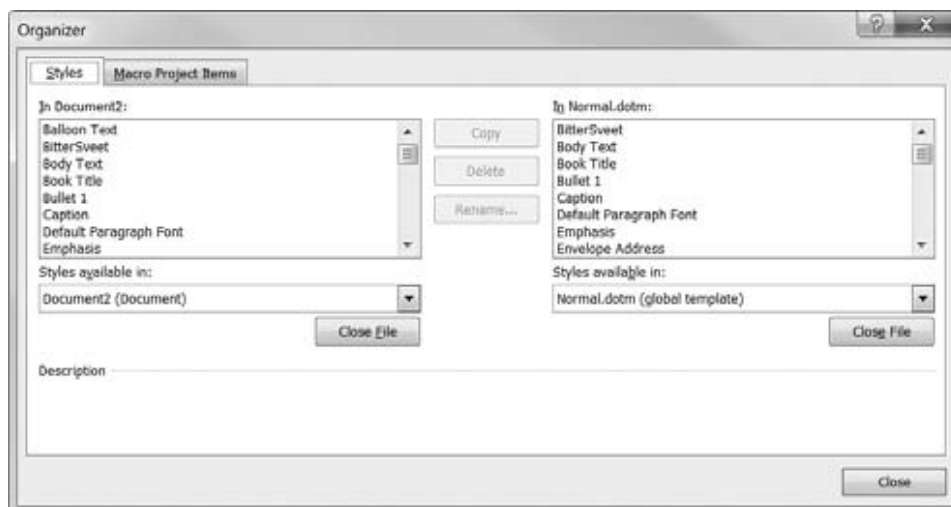 Organizer
Styles
Macro Project Items
In Document2:
Balloon Text
BitterSveet
Body Text
Book Title
Bullet 1
Caption
Default Paragraph Font
Emphasis
Styles available in:
Document2 (Document)
Close File
Copy
Delete
Rename...
In Normal.dotm:
BitterSveet
Body Text
Book Title
Bullet 1
Caption
Default Paragraph Font
Emphasis
Envelope Address
Styles available in:
Normal.dotm (global template)
Close File
Description
Close